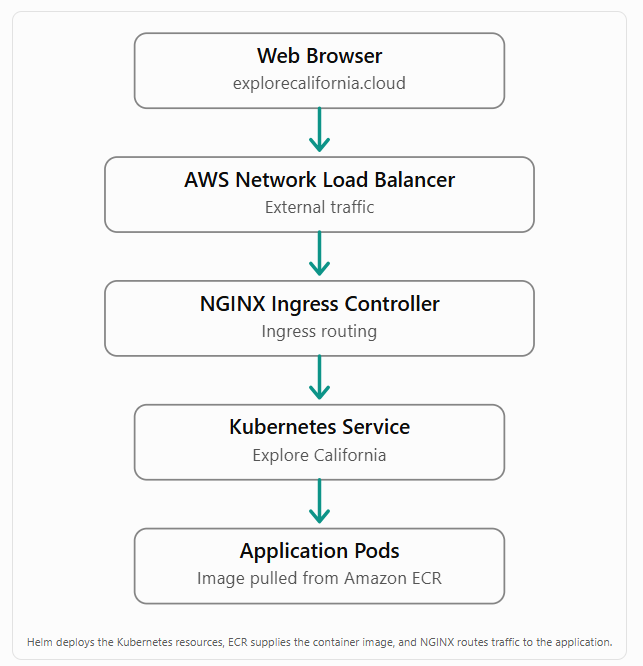 Web Browser
explorecalifornia.cloud
AWS Network Load Balancer
External traffic
NGINX Ingress Controller
Ingress routing
Kubernetes Service
Explore California
Application Pods
Image pulled from Amazon ECR
Helm deploys the Kubernetes resources, ECR supplies the container image, and NGINX routes traffic to the application.